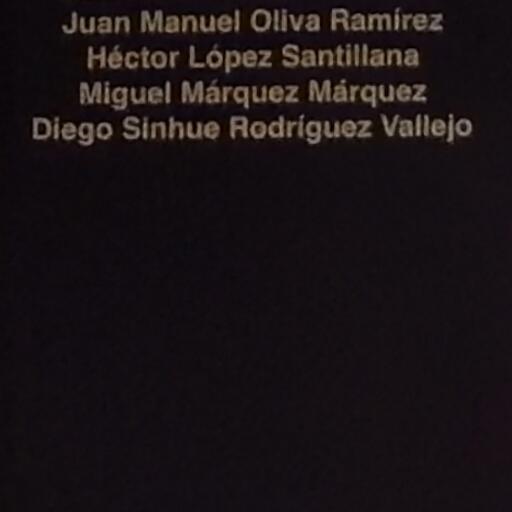 Juan Manuel Oliva Ramírez
Héctor López Santillana
Miguel Márquez Márquez
Diego Sinhue Rodríguez Vallejo